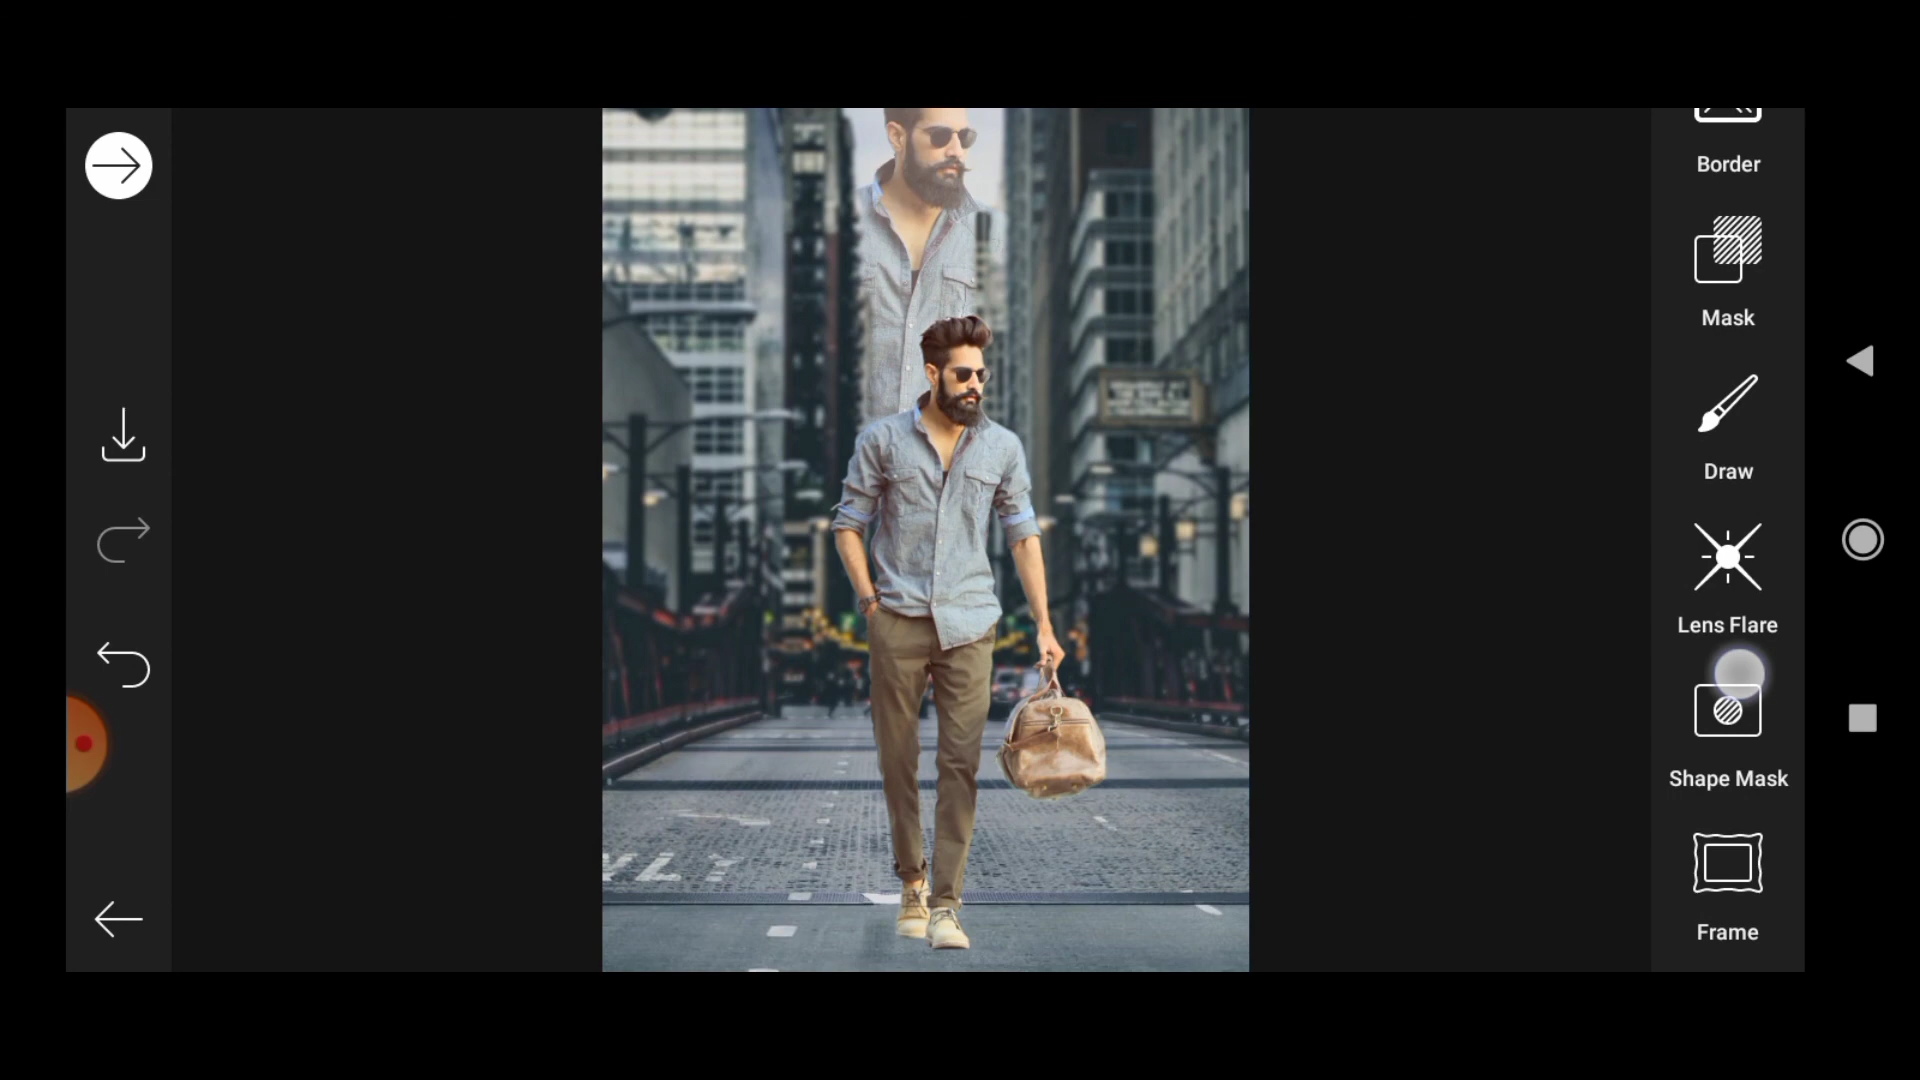 Border
Mask
Draw
Lens Flare
Shape Mask
Frame